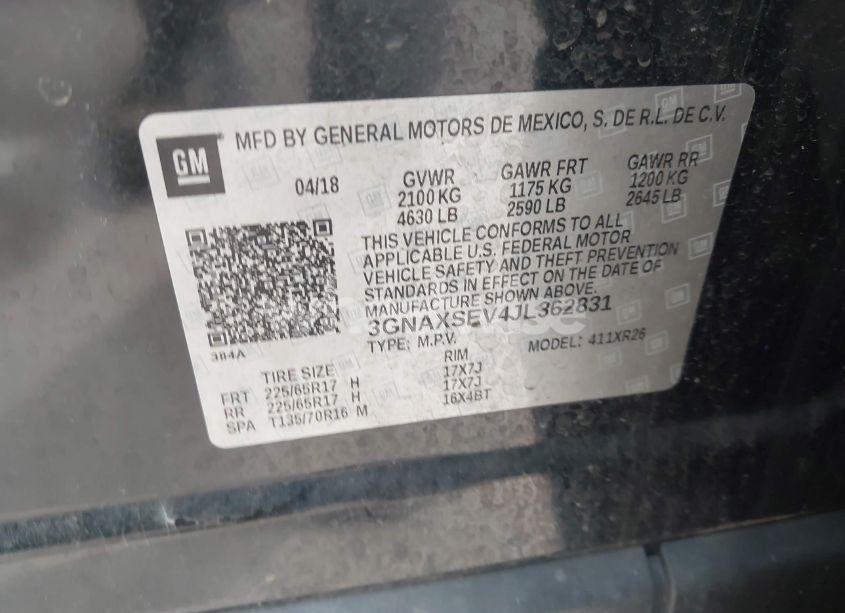 GM
MFD BY GENERAL MOTORS DE MEXICO, S. DE R.L. DE C.V.
04/18 GVWR GAWR FRT GAWR RR
2100 KG 1175 KG 1200 KG
4630 LB 2590 LB 2645 LB
THIS VEHICLE CONFORMS TO ALL
APPLICABLE U.S. FEDERAL MOTOR
VEHICLE SAFETY AND THEFT PREVENTION
STANDARDS IN EFFECT ON THE DATE OF
MANUFACTURE SHOWN ABOVE.
3GNAXSEV4JL362831
TYPE: M.P.V. MODEL: 411XR26
384A
TIRE SIZE RIM
FRT 225/65R17 H 17X7J
RR 225/65R17 H 17X7J
SPA T135/70R16 M 16X4BT